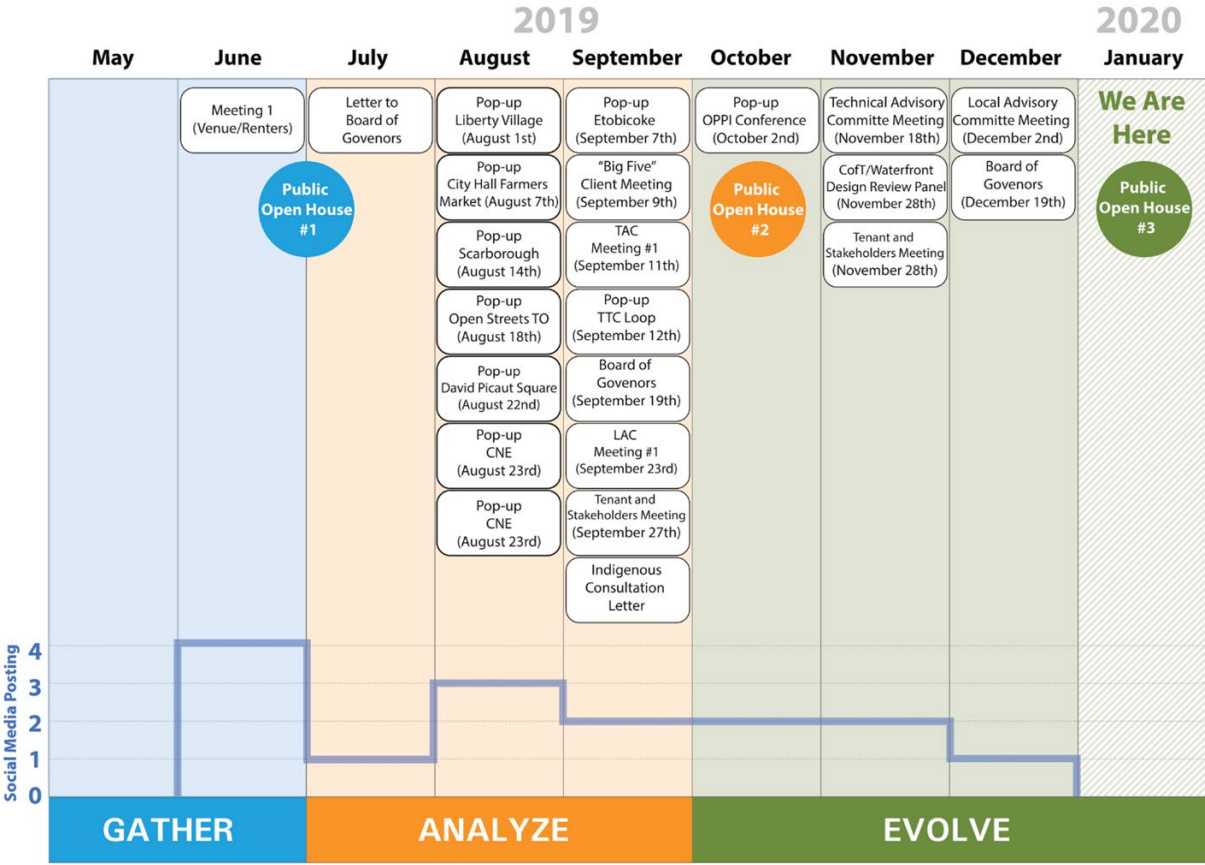 2019
2020
May
June
July
August
September
October
November
December
January
Meeting 1
(Venue/Renters)
Public
Open House
#1
Letter to
Board of
Govenors
Pop-up
Liberty Village
(August 1st)
Pop-up
City Hall Farmers
Market (August 7th)
Pop-up
Scarborough
(August 14th)
Pop-up
Open Streets TO
(August 18th)
Pop-up
David Picaut Square
(August 22nd)
Pop-up
CNE
(August 23rd)
Pop-up
CNE
(August 23rd)
Pop-up
Etobicoke
(September 7th)
“Big Five”
Client Meeting
(September 9th)
TAC
Meeting #1
(September 11th)
Pop-up
TTC Loop
(September 12th)
Board of
Govenors
(September 19th)
LAC
Meeting #1
(September 23rd)
Tenant and
Stakeholders Meeting
(September 27th)
Indigenous
Consultation
Letter
Pop-up
OPPI Conference
(October 2nd)
Public
Open House
#2
Technical Advisory
Committe Meeting
(November 18th)
CofT/Waterfront
Design Review Panel
(November 28th)
Tenant and
Stakeholders Meeting
(November 28th)
Local Advisory
Committe Meeting
(December 2nd)
Board of
Govenors
(December 19th)
We Are
Here
Public
Open House
#3
Social Media Posting
4
3
2
1
0
GATHER
ANALYZE
EVOLVE